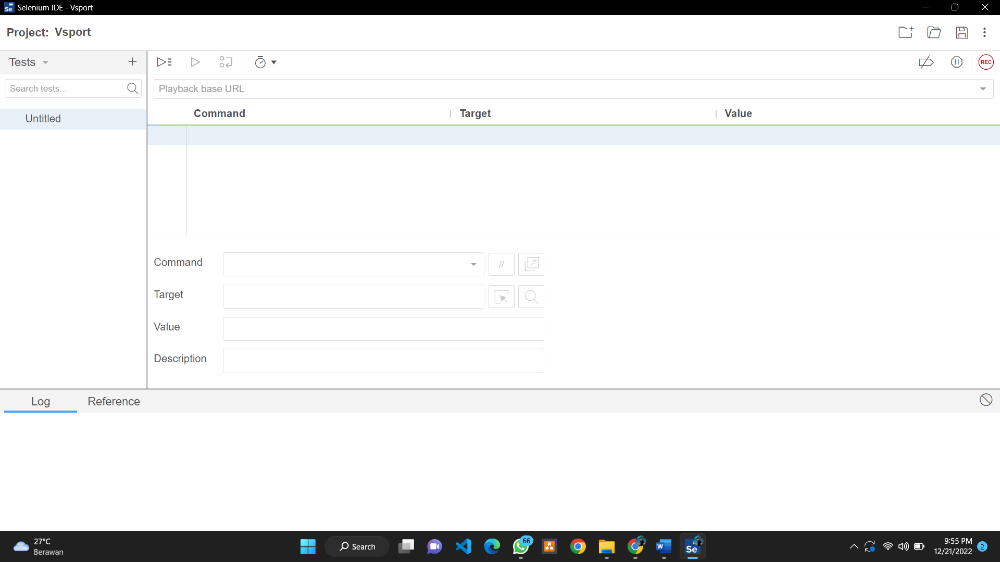 Selenium IDE - Vsport
Project: Vsport
Tests
REC
Search tests...
Playback base URL
Untitled
Command Target Value
Command
//
Target
Value
Description
Log Reference
27°C
Berawan
Search
66
Se
9:55 PM
12/21/2022
2